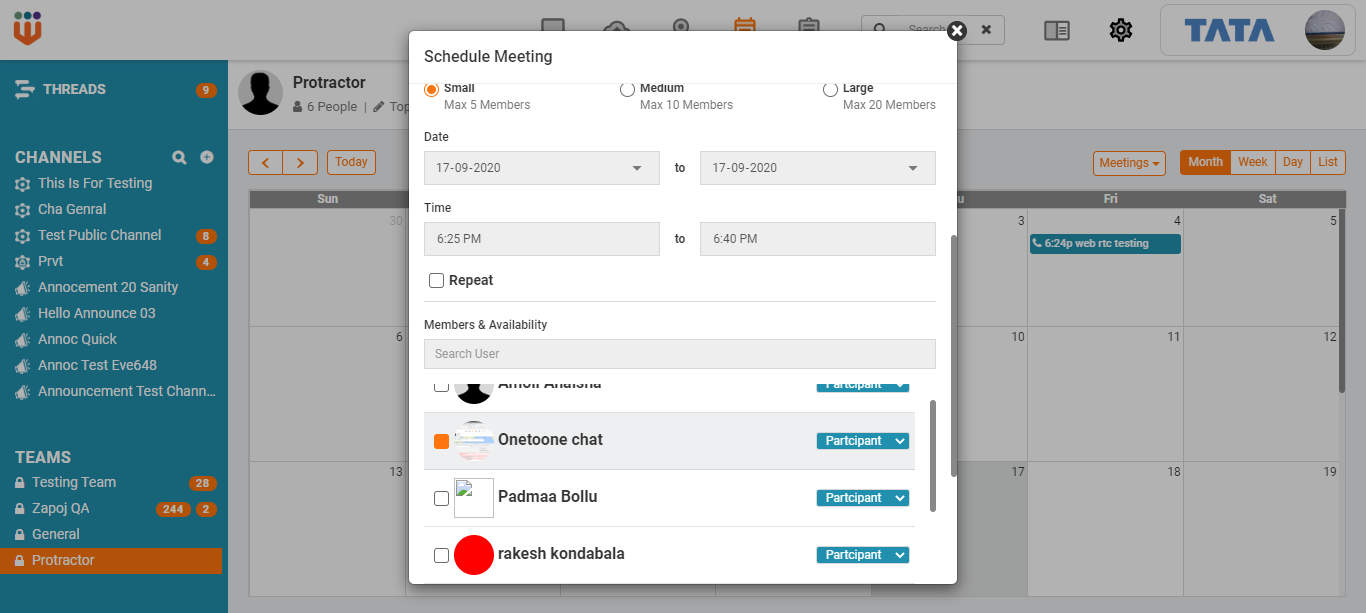 Search
TATA
THREADS 9
CHANNELS
This Is For Testing
Cha Genral
Test Public Channel 8
Prvt 4
Annocement 20 Sanity
Hello Announce 03
Annoc Quick
Annoc Test Eve648
Announcement Test Chann...
TEAMS
Testing Team 28
Zapoj QA 244 2
General
Protractor
Protractor
6 People | Top
Today
Meetings
Month Week Day List
Sun
Fri Sat
30 3 4 5
6:24p web rtc testing
6 10 11 12
13 17 18 19
Schedule Meeting
Small Medium Large
Max 5 Members Max 10 Members Max 20 Members
Date
17-09-2020 to 17-09-2020
Time
6:25 PM to 6:40 PM
Repeat
Members & Availability
Search User
Participant
Onetoone chat Participant
Padmaa Bollu Participant
rakesh kondabala Participant